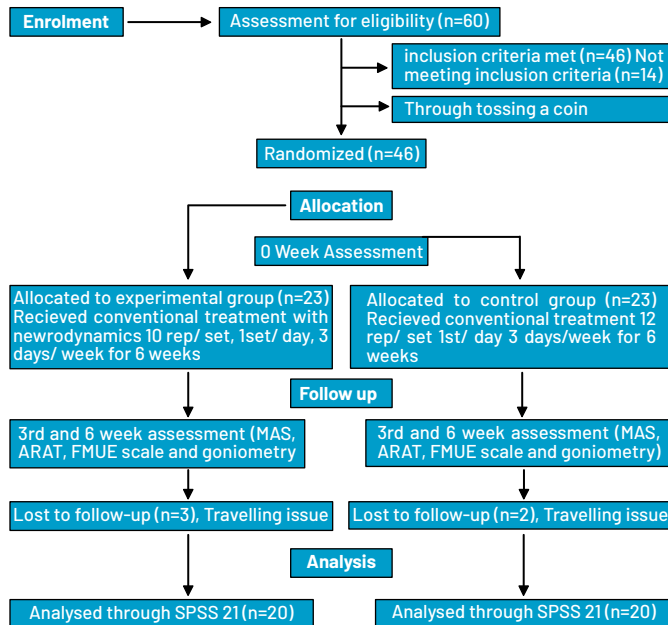 Enrolment
Assessment for eligibility (n=60)
inclusion criteria met (n=46) Not
meeting inclusion criteria (n=14)
Through tossing a coin
Randomized (n=46)
Allocation
0 Week Assessment
Allocated to experimental group (n=23)
Recieved conventional treatment with
newrodynamics 10 rep/ set, 1set/ day, 3
days/ week for 6 weeks
Allocated to control group (n=23)
Recieved conventional treatment 12
rep/ set 1st/ day 3 days/week for 6
weeks
Follow up
3rd and 6 week assessment (MAS,
ARAT, FMUE scale and goniometry
3rd and 6 week assessment (MAS,
ARAT, FMUE scale and goniometry)
Lost to follow-up (n=3), Travelling issue
Lost to follow-up (n=2), Travelling issue
Analysis
Analysed through SPSS 21 (n=20)
Analysed through SPSS 21 (n=20)